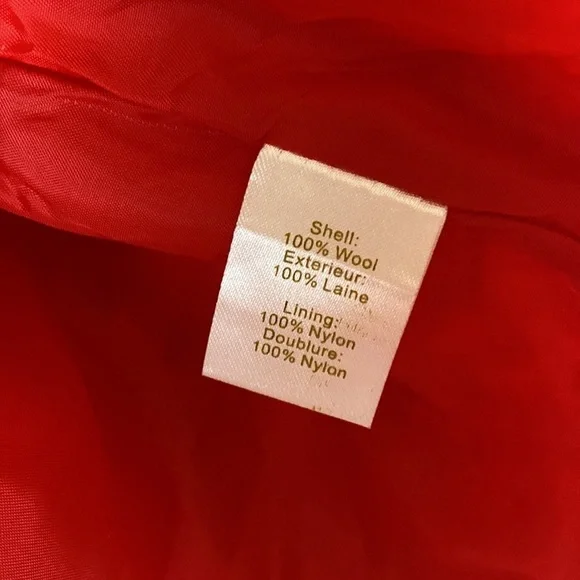 Shell:
100% Wool
Exterieur:
100% Laine
Lining:
100% Nylon
Doublure:
100% Nylon